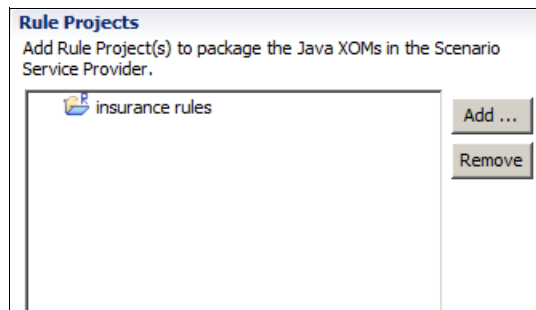 Rule Projects
Add Rule Project(s) to package the Java XOMs in the Scenario
Service Provider.
insurance rules
Add ...
Remove